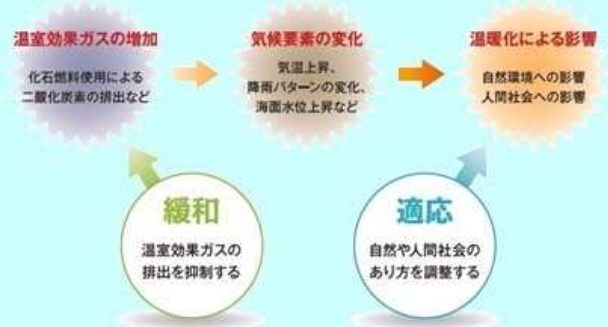 温室効果ガスの増加
化石燃料使用による
二酸化炭素の排出など
気候要素の変化
気温上昇、
降雨パターンの変化、
海面水位上昇など
温暖化による影響
自然環境への影響
人間社会への影響
緩和
温室効果ガスの
排出を抑制する
適応
自然や人間社会の
あり方を調整する